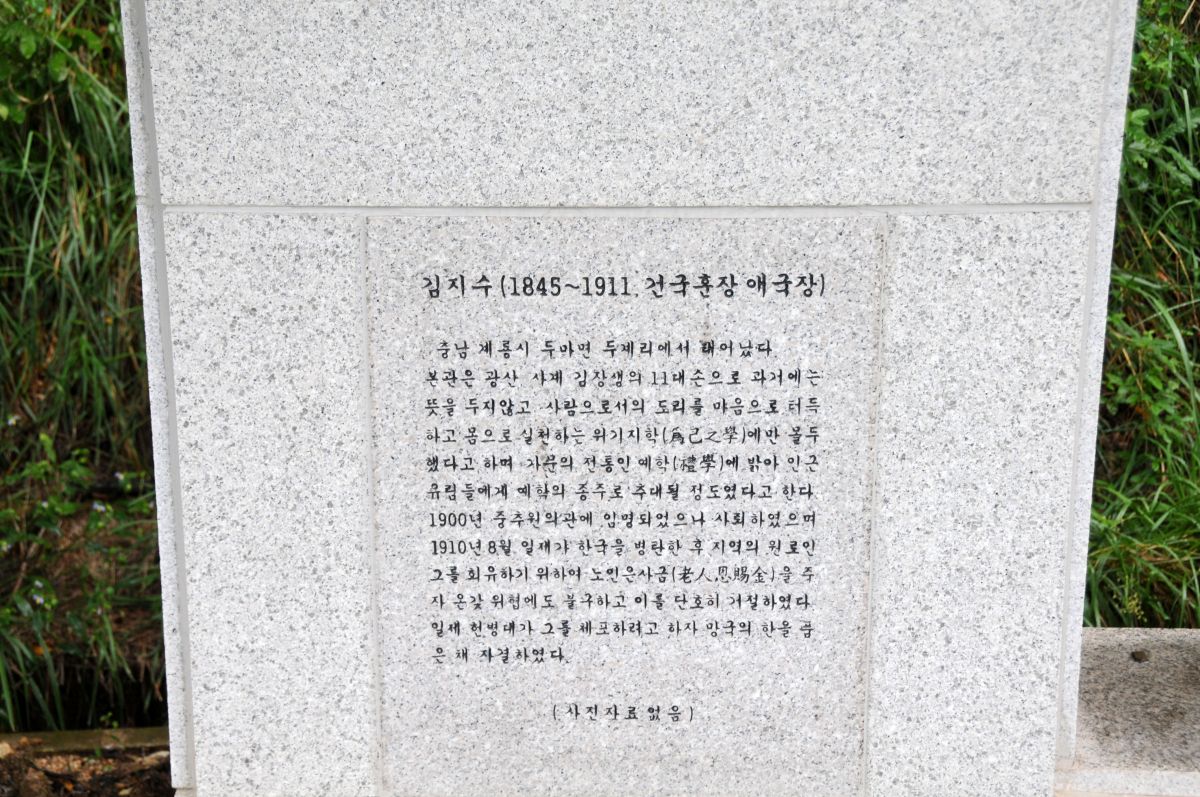 김지수 (1845~1911, 건국훈장 애국장)
충남 계룡시 두마면 두계리에서 태어났다.
본관은 광산, 사계 김장생의 11대손으로 과거에는
뜻을 두지않고, 사람으로서의 도리를 마음으로 터득
하고 몸으로 실천하는 위기지학(爲己之學)에만 몰두
했다고 하며 가문의 전통인 예학(禮學)에 밝아 인근
유림들에게 예학의 종주로 추대될 정도였다고 한다.
1900년 중추원의관에 임명되었으나 사퇴하였으며
1910년 8월 일제가 한국을 병탄한 후 지역의 원로인
그를 회유하기 위하여 노인은사금(老人恩賜金)을 주
자 온갖 위협에도 불구하고 이를 단호히 거절하였다.
일제 헌병대가 그를 체포하려고 하자 망국의 한을 품
은 채 자결하였다.
(사진자료없음)